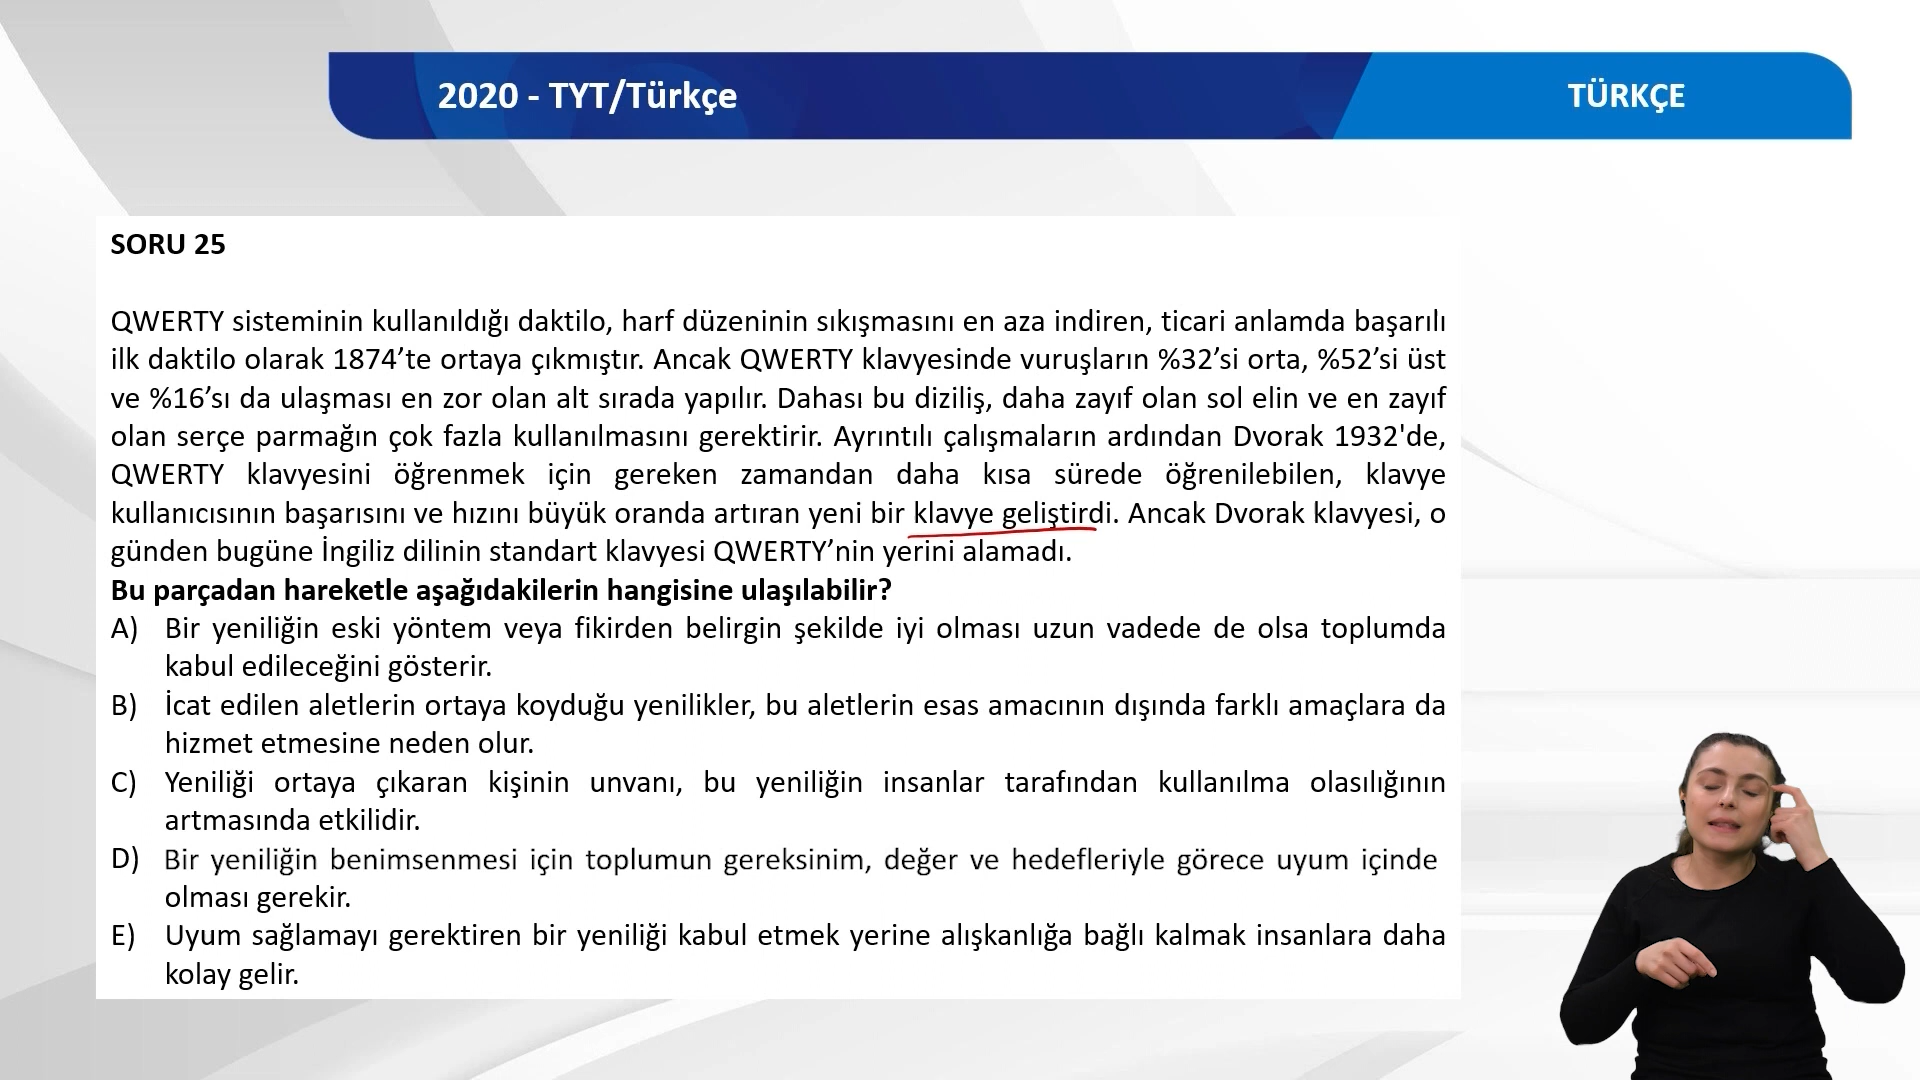 2020 - TYT/Türkçe
TÜRKÇE
SORU 25
QWERTY sisteminin kullanıldığı daktilo, harf düzeninin sıkışmasını en aza indiren, ticari anlamda başarılı
ilk daktilo olarak 1874’te ortaya çıkmıştır. Ancak QWERTY klavyesinde vuruşların %32’si orta, %52’si üst
ve %16’sı da ulaşması en zor olan alt sırada yapılır. Dahası bu diziliş, daha zayıf olan sol elin ve en zayıf
olan serçe parmağın çok fazla kullanılmasını gerektirir. Ayrıntılı çalışmaların ardından Dvorak 1932'de,
QWERTY klavyesini öğrenmek için gereken zamandan daha kısa sürede öğrenilebilen, klavye
kullanıcısının başarısını ve hızını büyük oranda artıran yeni bir klavye geliştirdi. Ancak Dvorak klavyesi, o
günden bugüne İngiliz dilinin standart klavyesi QWERTY’nin yerini alamadı.
Bu parçadan hareketle aşağıdakilerin hangisine ulaşılabilir?
A) Bir yeniliğin eski yöntem veya fikirden belirgin şekilde iyi olması uzun vadede de olsa toplumda
kabul edileceğini gösterir.
B) İcat edilen aletlerin ortaya koyduğu yenilikler, bu aletlerin esas amacının dışında farklı amaçlara da
hizmet etmesine neden olur.
C) Yeniliği ortaya çıkaran kişinin unvanı, bu yeniliğin insanlar tarafından kullanılma olasılığının
artmasında etkilidir.
D) Bir yeniliğin benimsenmesi için toplumun gereksinim, değer ve hedefleriyle görece uyum içinde
olması gerekir.
E) Uyum sağlamayı gerektiren bir yeniliği kabul etmek yerine alışkanlığa bağlı kalmak insanlara daha
kolay gelir.